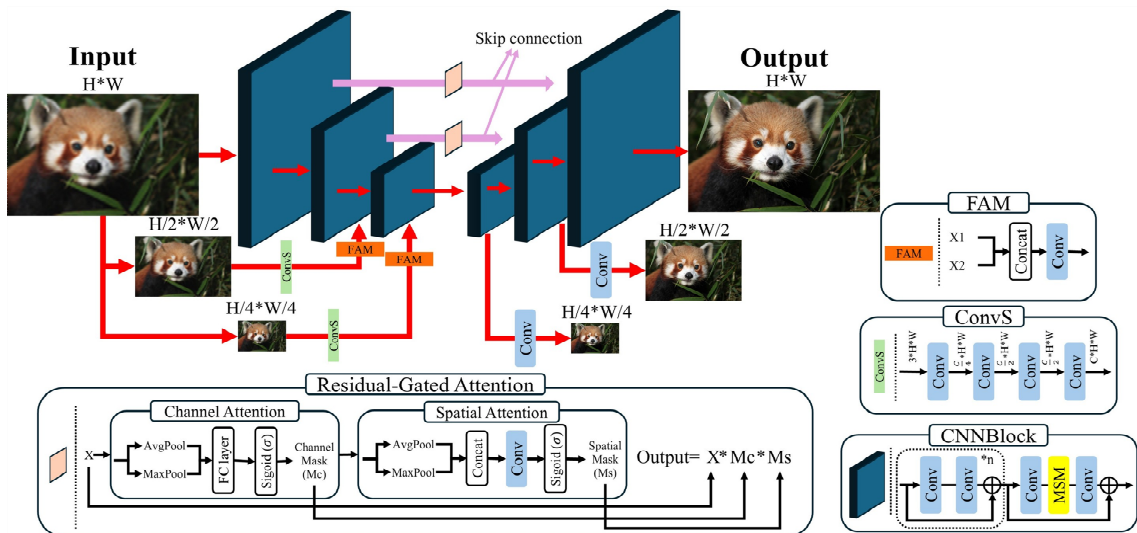 Input
H*W
Skip connection
Output
H*W
H/2*W/2
ConvS
FAM
FAM
H/4*W/4
ConvS
Conv
H/2*W/2
Conv
H/4*W/4
FAM
FAM
X1
X2
Concat
Conv
ConvS
ConvS
3*H*W
Conv
C/4*H*W
Conv
C/2*H*W
Conv
C/2*H*W
Conv
C*H*W
Residual-Gated Attention
Channel Attention
X
AvgPool
MaxPool
FC layer
Sigoid (σ)
Channel
Mask
(Mc)
Spatial Attention
AvgPool
MaxPool
Concat
Conv
Sigoid (σ)
Spatial
Mask
(Ms)
Output= X* Mc* Ms
CNNBlock
*n
Conv
Conv
Conv
MSM
Conv